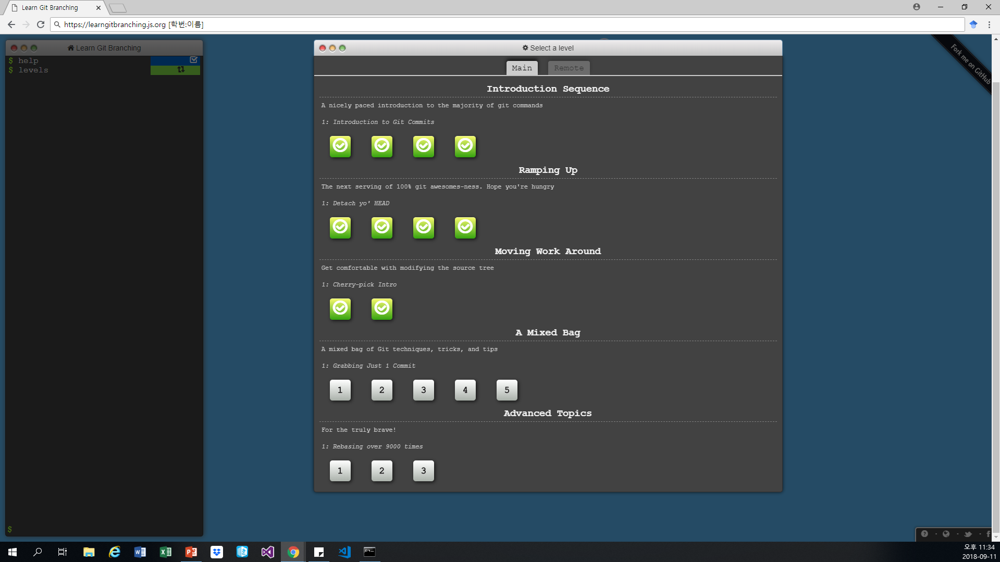 Learn Git Branching
https://learngitbranching.js.org [학번:이름]
Learn Git Branching
$ help
$ levels
$
Select a level
Main Remote
Introduction Sequence
A nicely paced introduction to the majority of git commands
1: Introduction to Git Commits
Ramping Up
The next serving of 100% git awesomes-ness. Hope you're hungry
1: Detach yo' HEAD
Moving Work Around
Get comfortable with modifying the source tree
1: Cherry-pick Intro
A Mixed Bag
A mixed bag of Git techniques, tricks, and tips
1: Grabbing Just 1 Commit
1 2 3 4 5
Advanced Topics
For the truly brave!
1: Rebasing over 9000 times
1 2 3
Fork me on GitHub
오후 11:34
2018-09-11